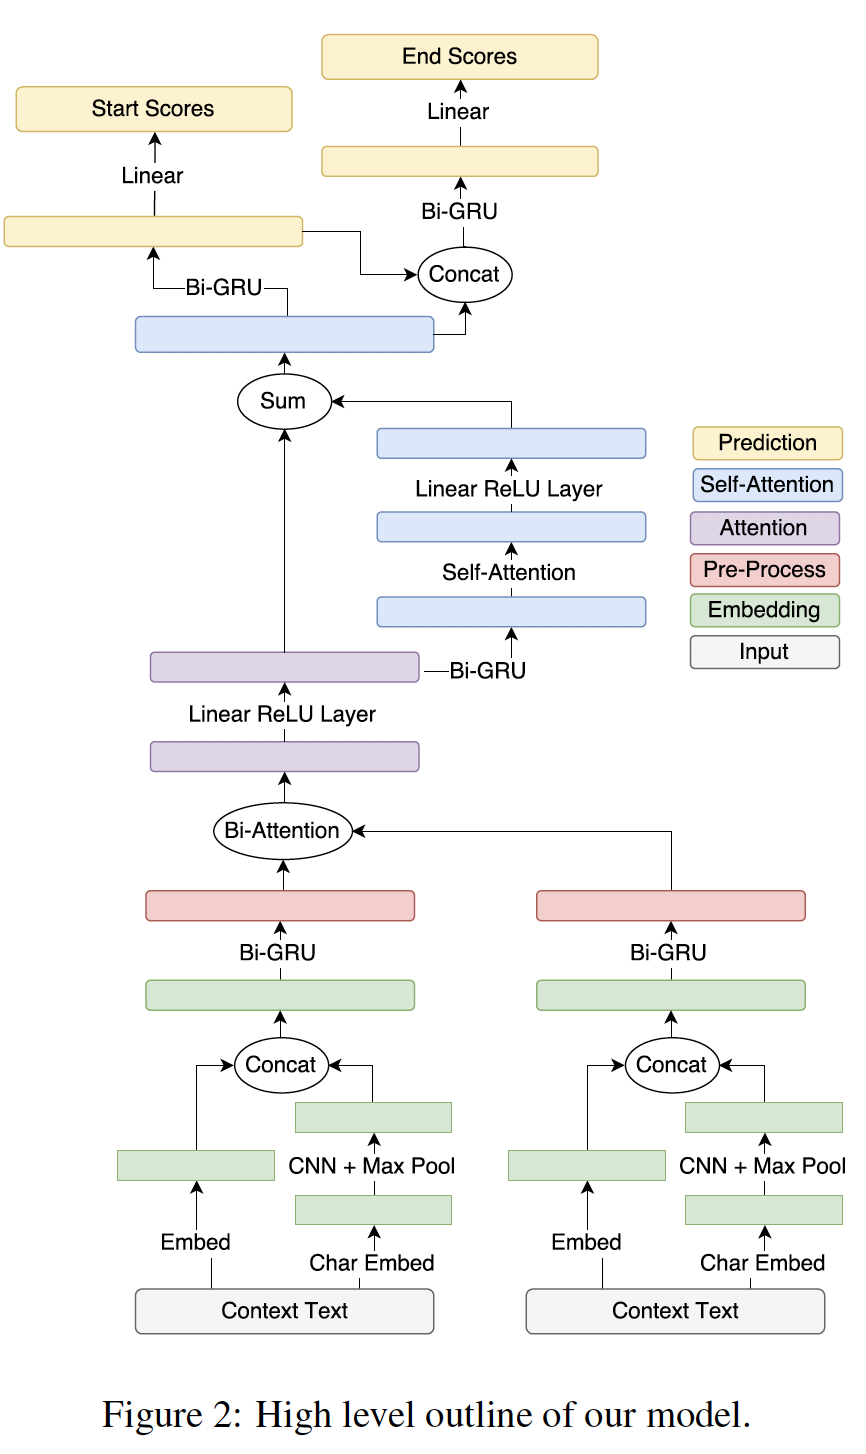 End Scores
Start Scores
Linear
Linear
Bi-GRU
Concat
Bi-GRU
Sum
Linear ReLU Layer
Self-Attention
Bi-GRU
Prediction
Self-Attention
Attention
Pre-Process
Embedding
Input
Linear ReLU Layer
Bi-Attention
Bi-GRU
Bi-GRU
Concat
Concat
CNN + Max Pool
CNN + Max Pool
Embed
Char Embed
Embed
Char Embed
Context Text
Context Text
Figure 2: High level outline of our model.